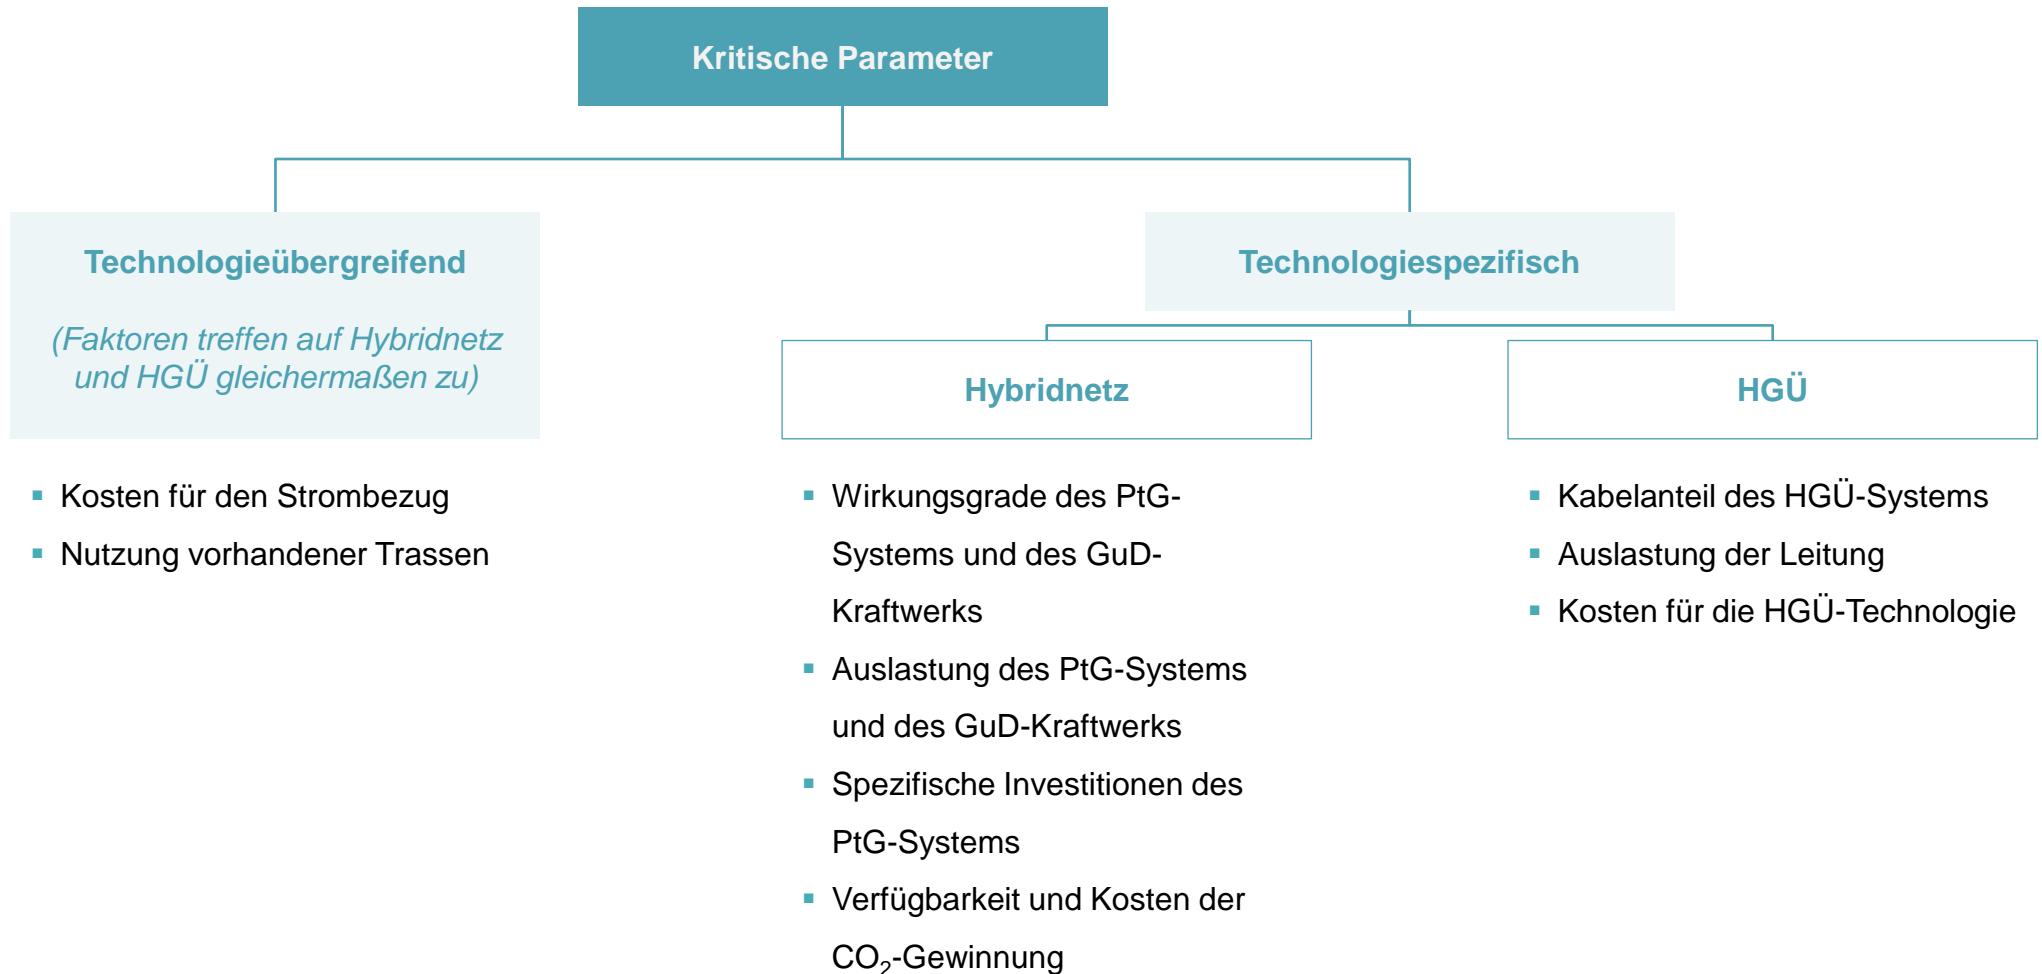 Kritische Parameter
Technologieübergreifend
(Faktoren treffen auf Hybridnetz
und HGÜ gleichermaßen zu)
▪ Kosten für den Strombezug
▪ Nutzung vorhandener Trassen
Technologiespezifisch
Hybridnetz
▪ Wirkungsgrade des PtG-
Systems und des GuD-
Kraftwerks
▪ Auslastung des PtG-Systems
und des GuD-Kraftwerks
▪ Spezifische Investitionen des
PtG-Systems
▪ Verfügbarkeit und Kosten der
CO₂-Gewinnung
HGÜ
▪ Kabelanteil des HGÜ-Systems
▪ Auslastung der Leitung
▪ Kosten für die HGÜ-Technologie